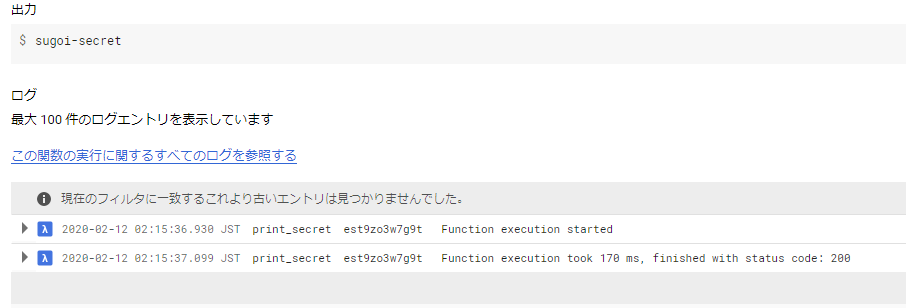 出力
$ sugoi-secret
ログ
最大 100 件のログエントリを表示しています
この関数の実行に関するすべてのログを参照する
現在のフィルタに一致するこれより古いエントリは見つかりませんでした。
2020-02-12 02:15:36.930 JST print_secret est9zo3w7g9t Function execution started
2020-02-12 02:15:37.099 JST print_secret est9zo3w7g9t Function execution took 170 ms, finished with status code: 200